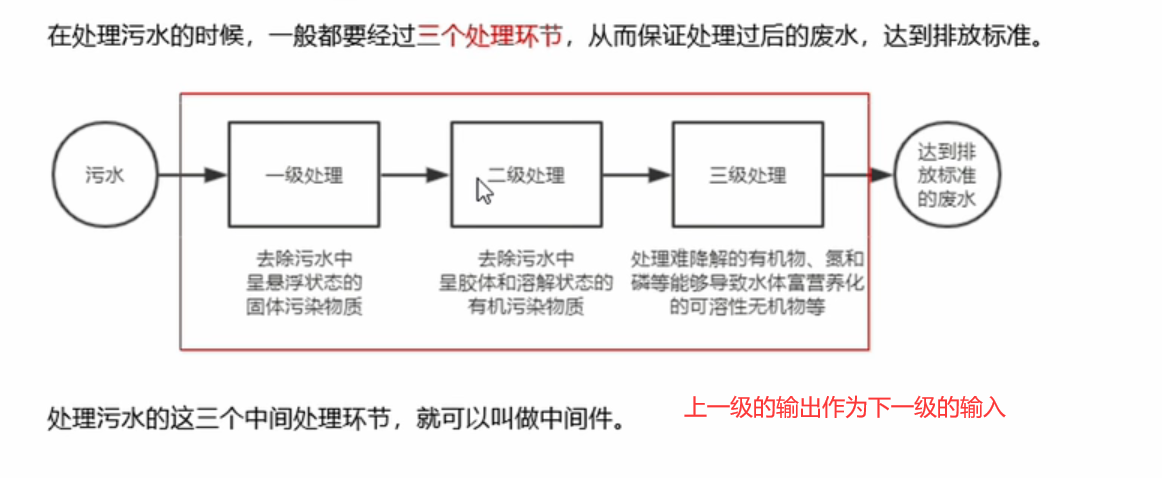 在处理污水的时候，一般都要经过三个处理环节，从而保证处理过后的废水，达到排放标准。
污水
一级处理
二级处理
三级处理
达到排
放标准
的废水
去除污水中
呈悬浮状态的
固体污染物质
去除污水中
呈胶体和溶解状态的
有机污染物质
处理难降解的有机物、氮和
磷等能够导致水体富营养化
的可溶性无机物等
处理污水的这三个中间处理环节，就可以叫做中间件。
上一级的输出作为下一级的输入